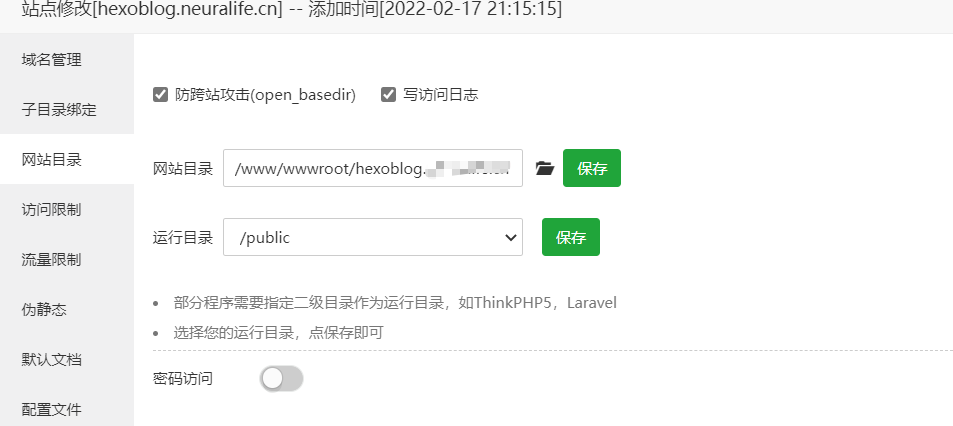 站点修改[hexoblog.neuralife.cn] -- 添加时间[2022-02-17 21:15:15]
域名管理
子目录绑定
网站目录
访问限制
流量限制
伪静态
默认文档
配置文件
防跨站攻击(open_basedir) 写访问日志
网站目录 /www/wwwroot/hexoblog. 保存
运行目录 /public 保存
• 部分程序需要指定二级目录作为运行目录，如ThinkPHP5，Laravel
• 选择您的运行目录，点保存即可
密码访问